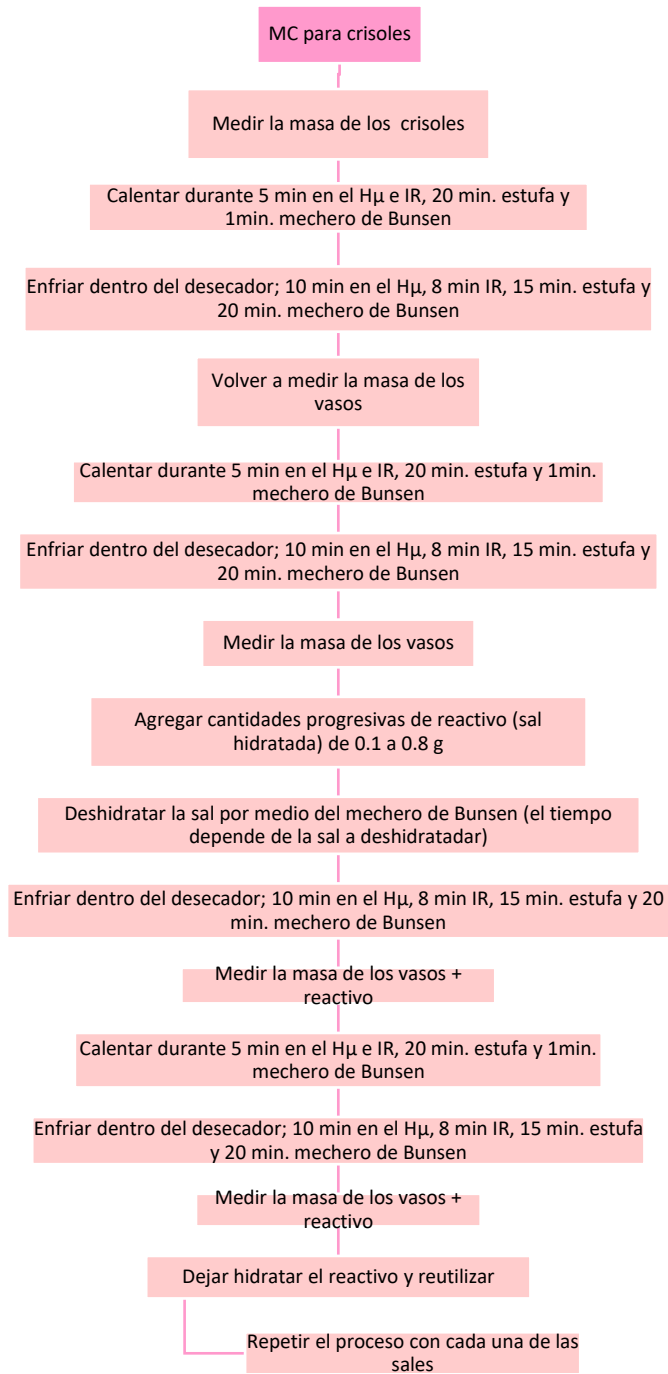 MC para crisoles
Medir la masa de los crisoles
Calentar durante 5 min en el Hµ e IR, 20 min. estufa y
1min. mechero de Bunsen
Enfriar dentro del desecador; 10 min en el Hµ, 8 min IR, 15 min. estufa y
20 min. mechero de Bunsen
Volver a medir la masa de los
vasos
Calentar durante 5 min en el Hµ e IR, 20 min. estufa y 1min.
mechero de Bunsen
Enfriar dentro del desecador; 10 min en el Hµ, 8 min IR, 15 min. estufa y
20 min. mechero de Bunsen
Medir la masa de los vasos
Agregar cantidades progresivas de reactivo (sal
hidratada) de 0.1 a 0.8 g
Deshidratar la sal por medio del mechero de Bunsen (el tiempo
depende de la sal a deshidratadar)
Enfriar dentro del desecador; 10 min en el Hµ, 8 min IR, 15 min. estufa y 20
min. mechero de Bunsen
Medir la masa de los vasos +
reactivo
Calentar durante 5 min en el Hµ e IR, 20 min. estufa y 1min.
mechero de Bunsen
Enfriar dentro del desecador; 10 min en el Hµ, 8 min IR, 15 min. estufa
y 20 min. mechero de Bunsen
Medir la masa de los vasos +
reactivo
Dejar hidratar el reactivo y reutilizar
Repetir el proceso con cada una de las
sales